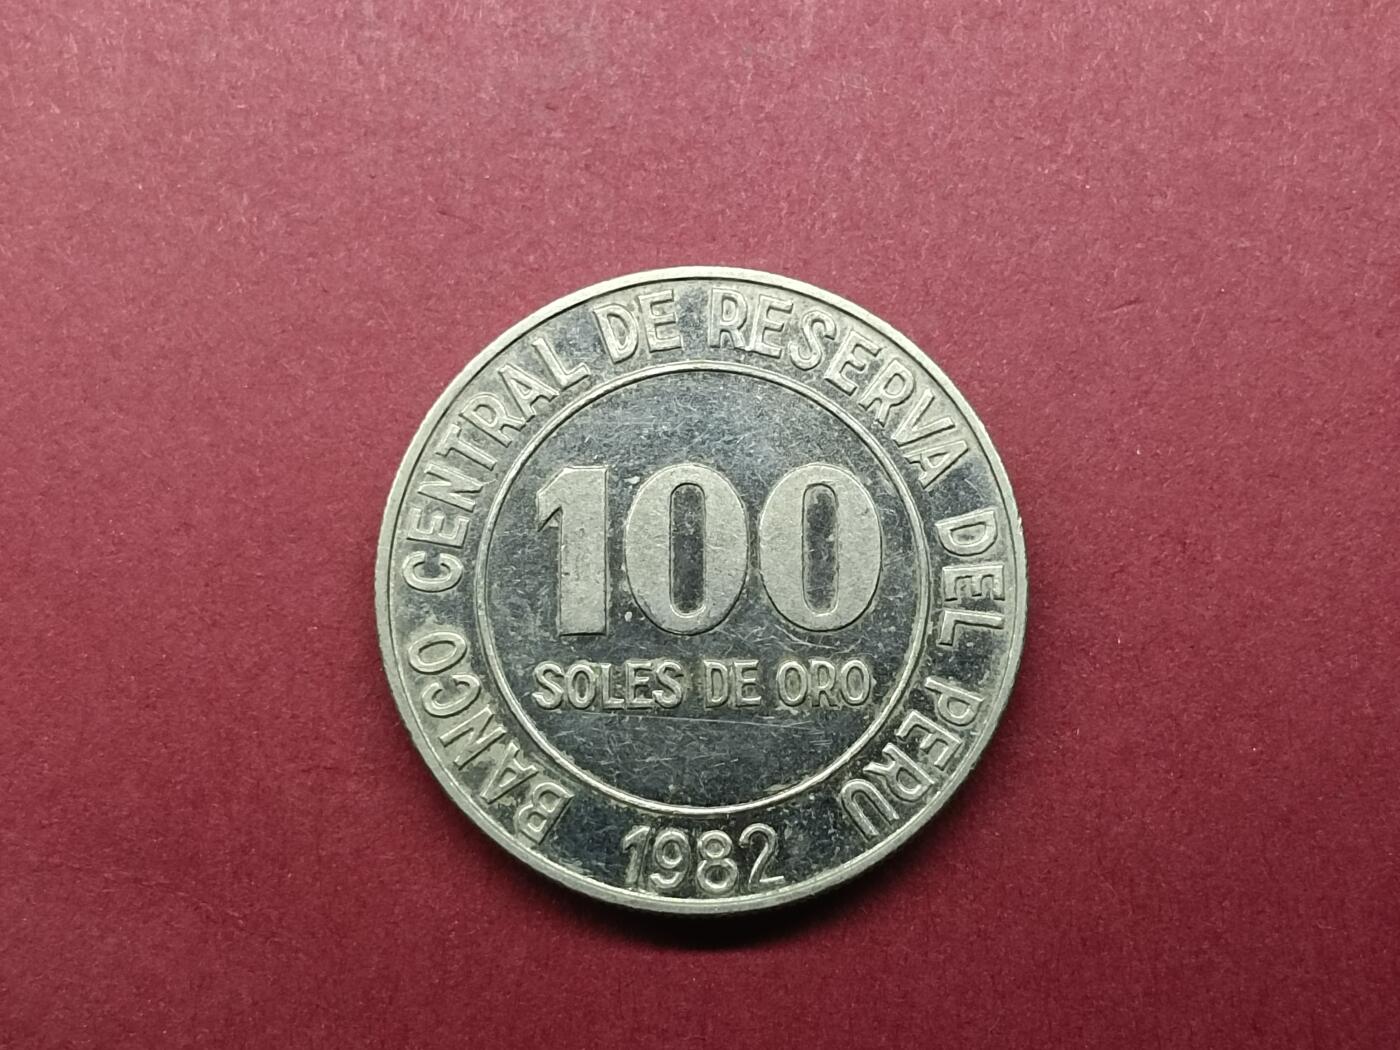 BANCO CENTRAL DE RESERVA DEL PERU
100
SOLES DE ORO
1982